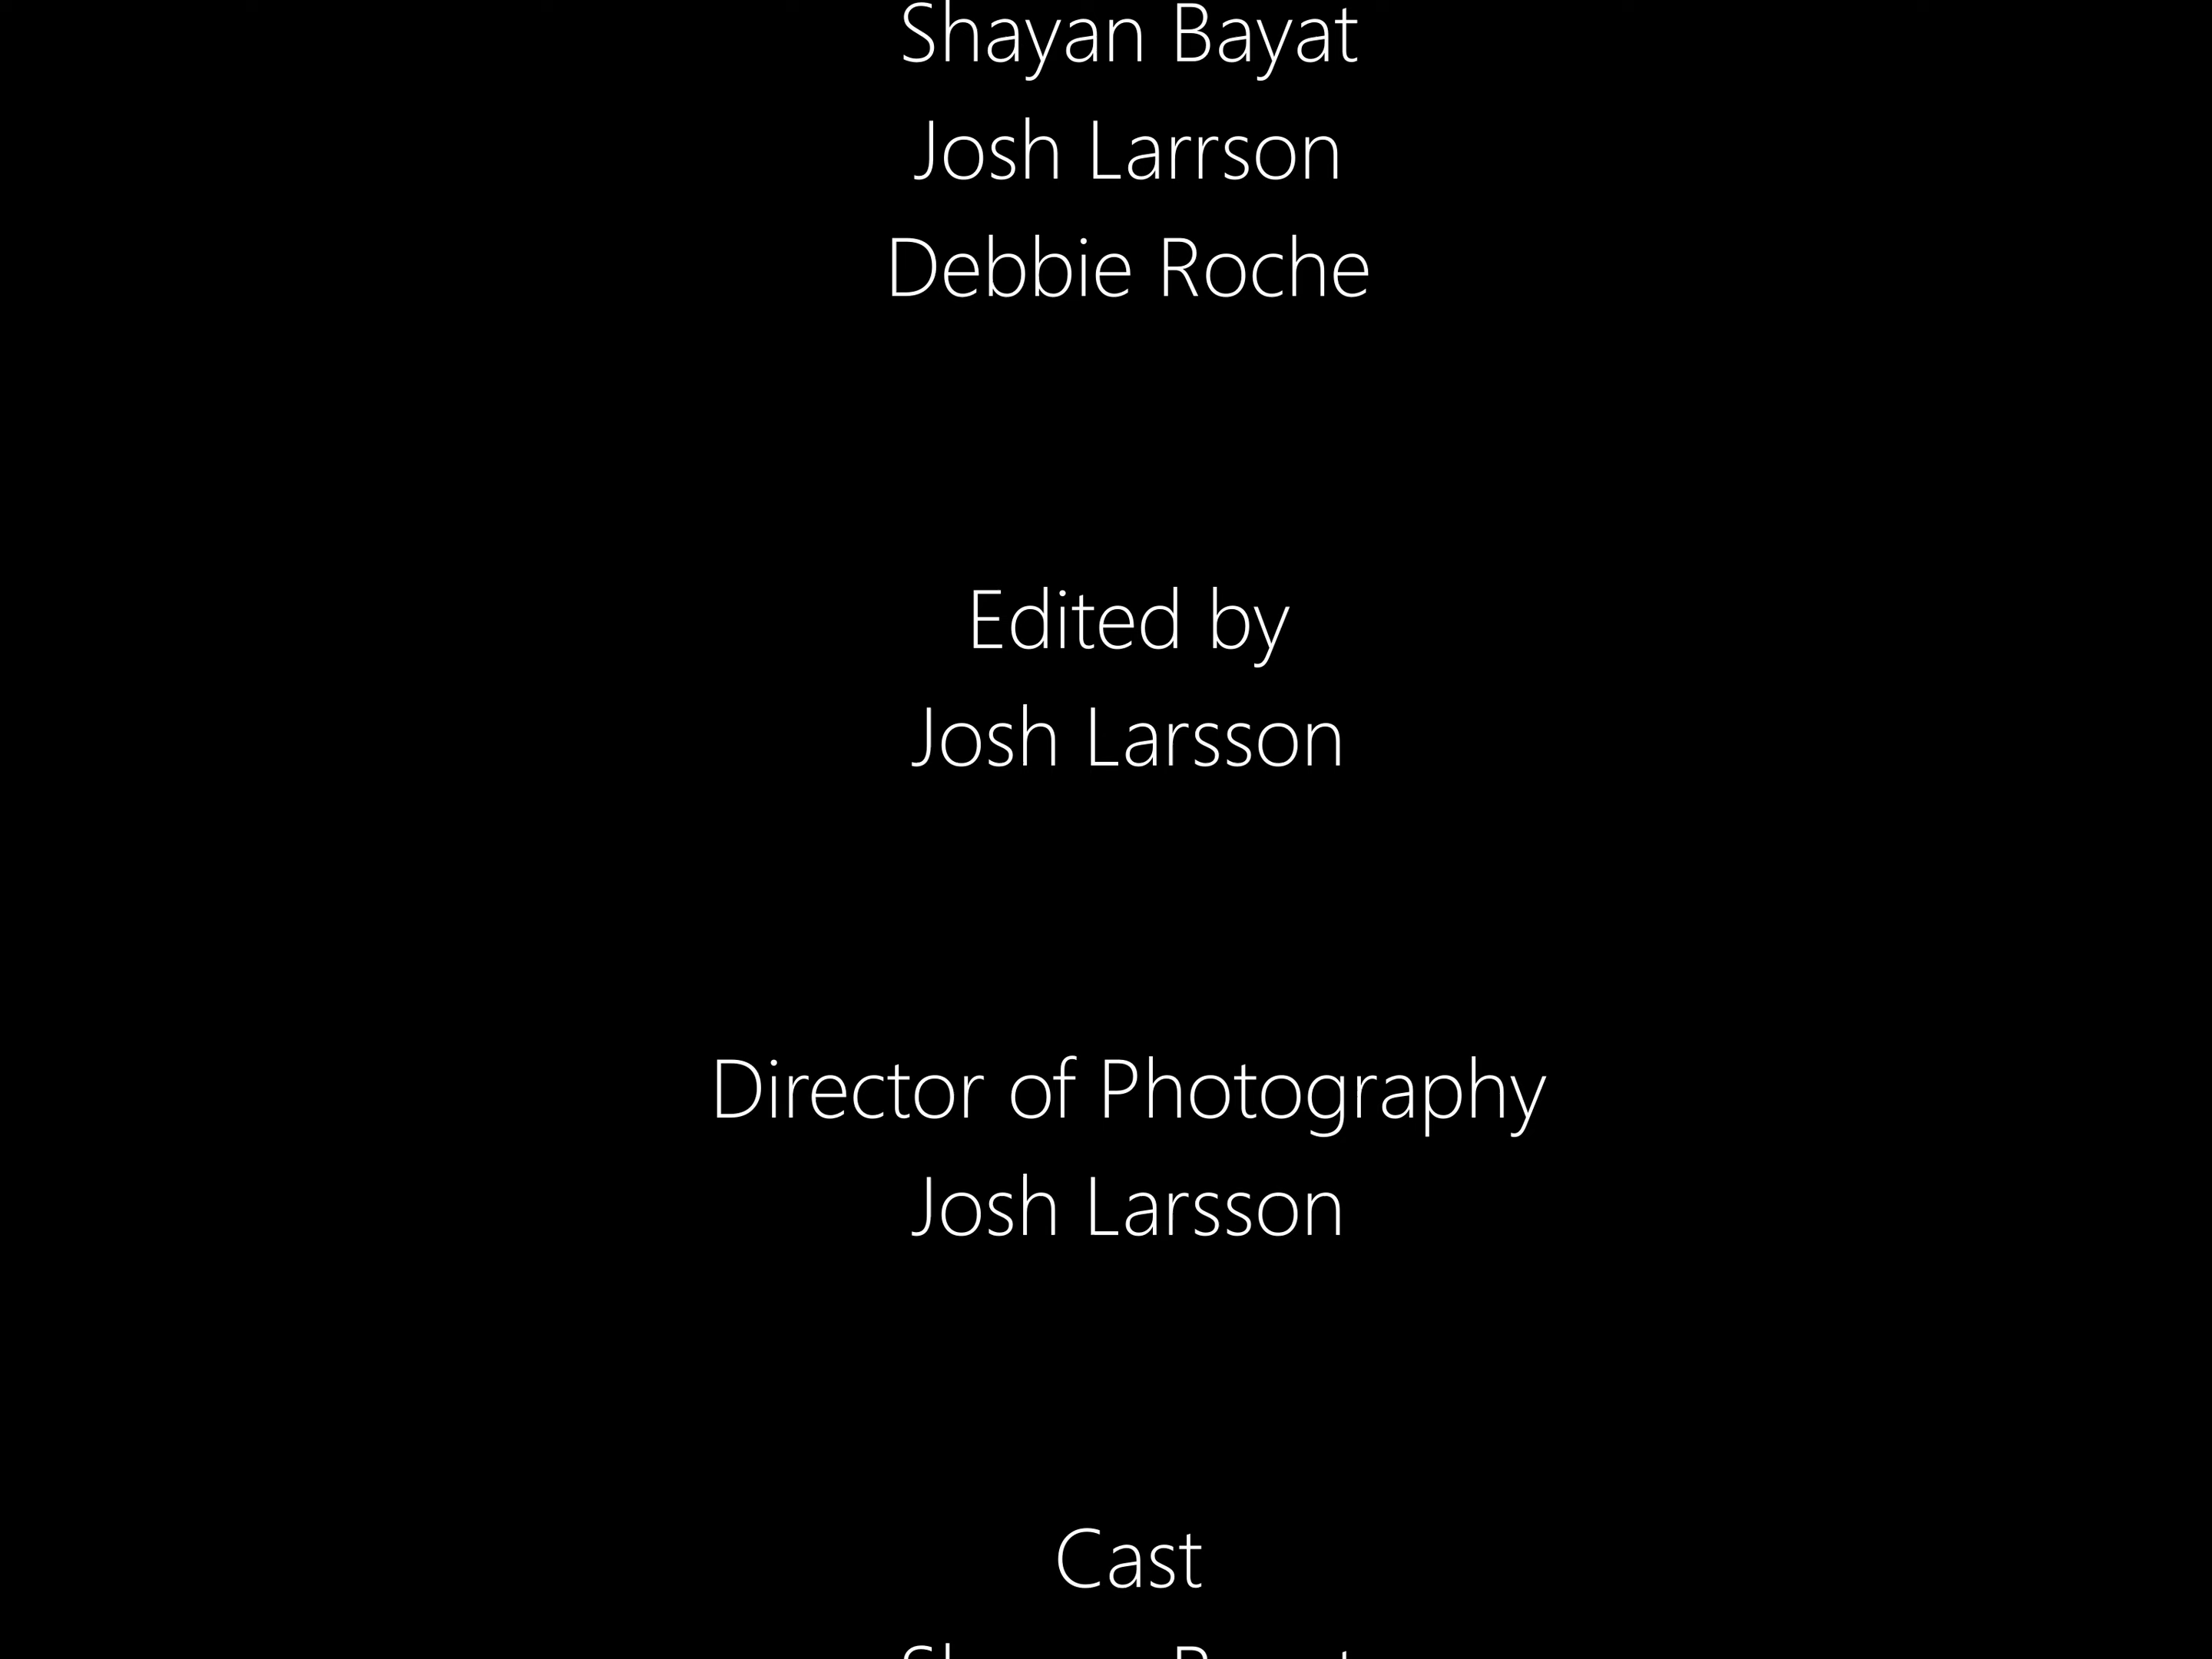 Shayan Bayat
Josh Larrson
Debbie Roche
Edited by
Josh Larsson
Director of Photography
Josh Larsson
Cast